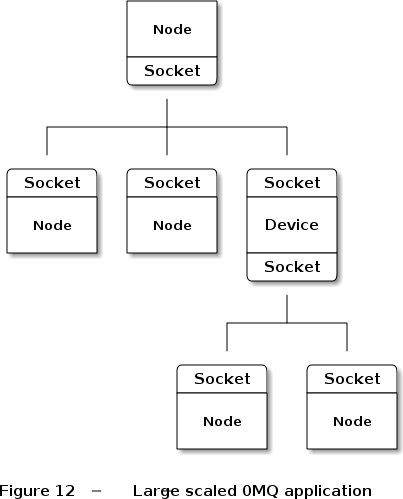 Node
Socket
Socket Socket Socket
Node Node Device
Socket
Socket Socket
Node Node
Figure 12 – Large scaled 0MQ application